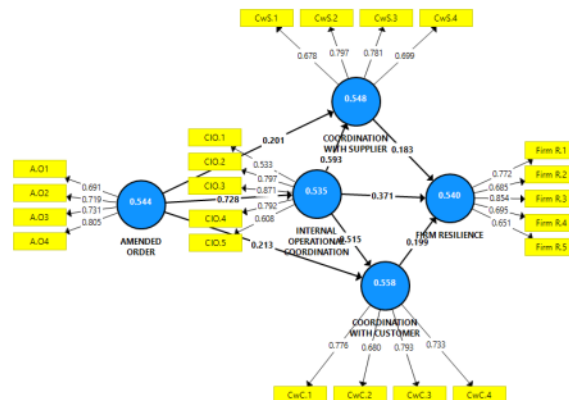 CwS.1
CwS.2
CwS.3
CwS.4
0.678
0.797
0.781
0.699
0.548
COORDINATION
WITH SUPPLIER
0.201
0.593
0.183
CIO.1
CIO.2
CIO.3
CIO.4
CIO.5
0.533
0.797
0.871
0.792
0.608
A.O1
A.O2
A.O3
A.O4
0.691
0.719
0.731
0.805
0.544
AMENDED
ORDER
0.728
0.535
INTERNAL
OPERATIONAL
COORDINATION
0.371
0.540
FIRM RESILIENCE
0.772
0.685
0.854
0.695
0.651
Firm R.1
Firm R.2
Firm R.3
Firm R.4
Firm R.5
0.213
0.515
0.199
0.558
COORDINATION
WITH CUSTOMER
0.776
0.680
0.793
0.733
CwC.1
CwC.2
CwC.3
CwC.4